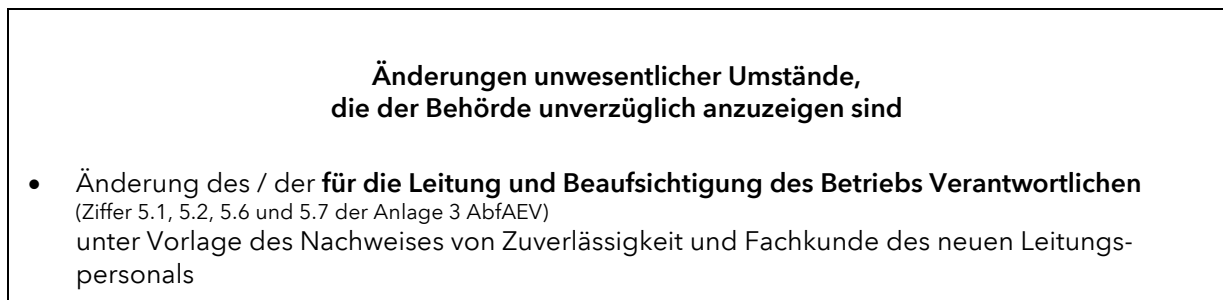 Änderungen unwesentlicher Umstände,
die der Behörde unverzüglich anzuzeigen sind
• Änderung des / der für die Leitung und Beaufsichtigung des Betriebs Verantwortlichen
(Ziffer 5.1, 5.2, 5.6 und 5.7 der Anlage 3 AbfAEV)
unter Vorlage des Nachweises von Zuverlässigkeit und Fachkunde des neuen Leitungs-
personals